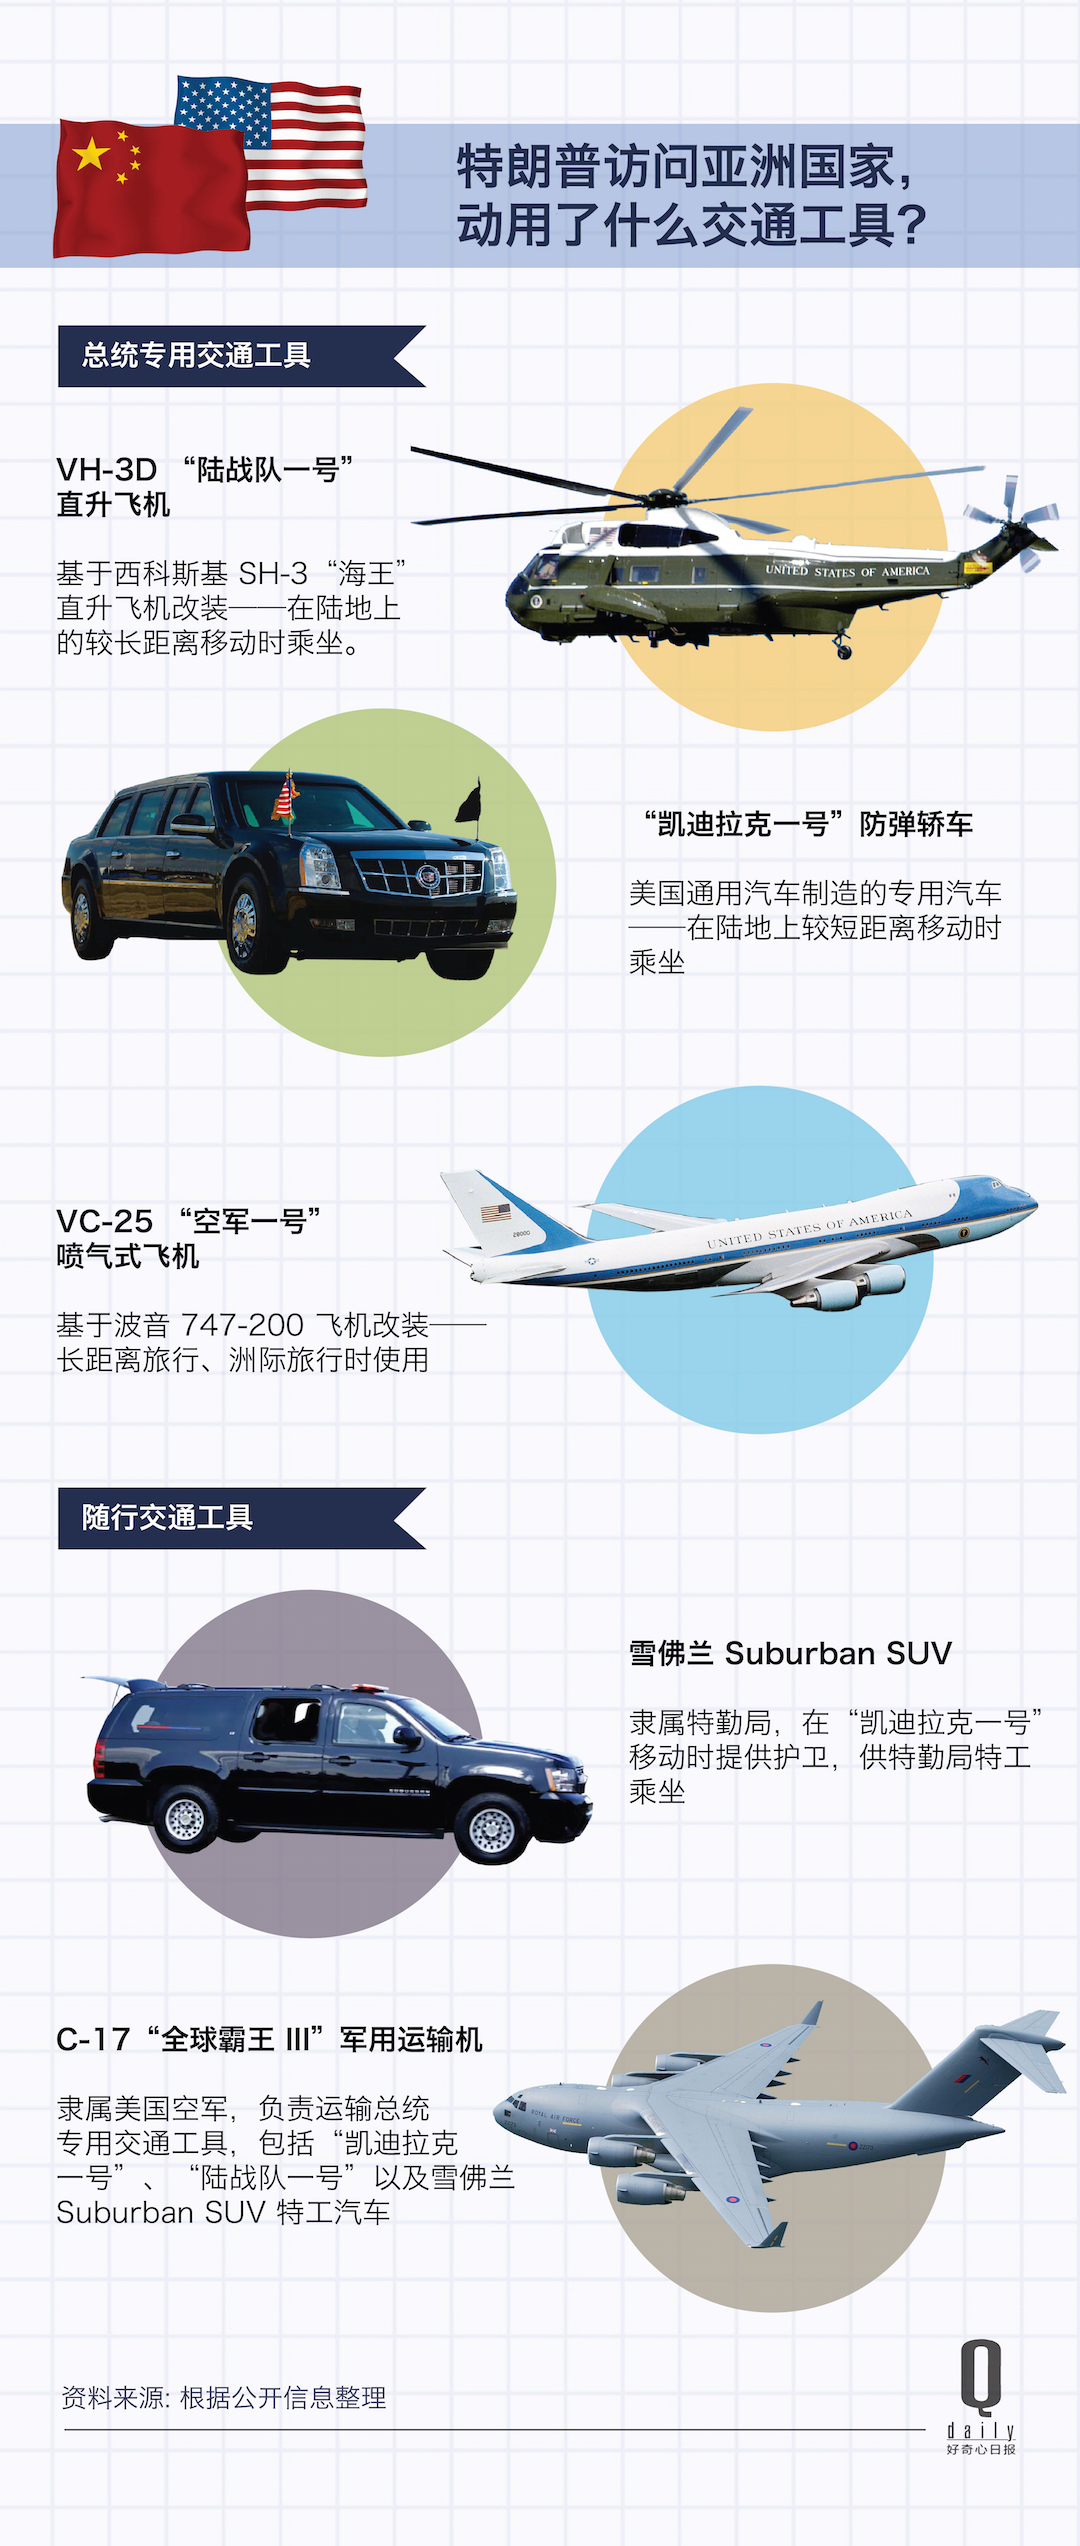 特朗普访问亚洲国家，
动用了什么交通工具？
总统专用交通工具
VH-3D “陆战队一号”
直升飞机
基于西科斯基 SH-3 “海王”
直升飞机改装——在陆地上
的较长距离移动时乘坐。
UNITED STATES OF AMERICA
“凯迪拉克一号”防弹轿车
美国通用汽车制造的专用汽车
——在陆地上较短距离移动时
乘坐
VC-25 “空军一号”
喷气式飞机
基于波音 747-200 飞机改装——
长距离旅行、洲际旅行时使用
28000
UNITED STATES OF AMERICA
随行交通工具
雪佛兰 Suburban SUV
隶属特勤局，在“凯迪拉克一号”
移动时提供护卫，供特勤局特工
乘坐
SUBURBAN
C-17“全球霸王 III”军用运输机
隶属美国空军，负责运输总统
专用交通工具，包括“凯迪拉克
一号”、“陆战队一号”以及雪佛兰
Suburban SUV 特工汽车
ROYAL AIR FORCE
资料来源: 根据公开信息整理
Q
daily
好奇心日报